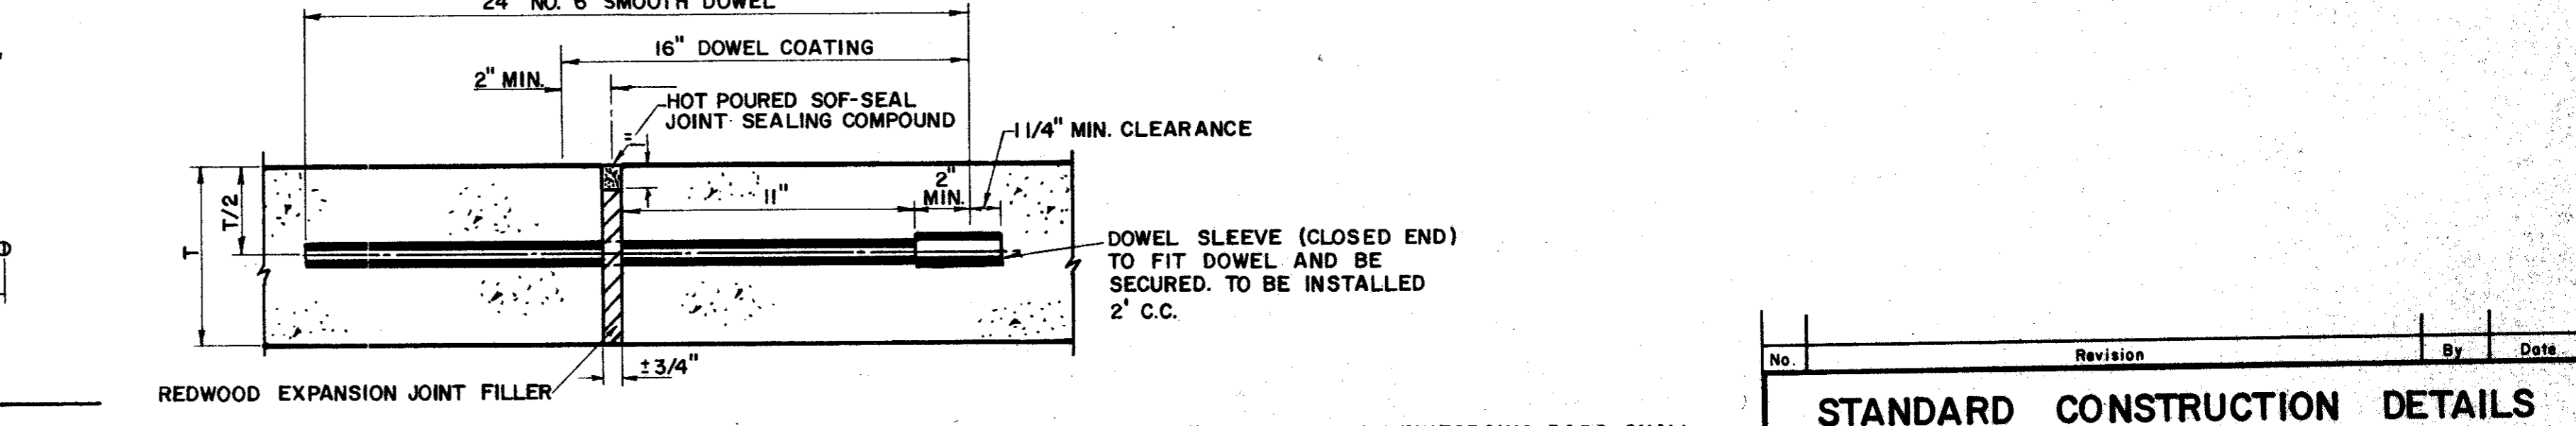 24" NO. 6 SMOOTH DOWEL
16" DOWEL COATING
2" MIN.
HOT POURED SOF-SEAL
JOINT SEALING COMPOUND
1 1/4" MIN. CLEARANCE
1"
2"
MIN.
11"
T/2
T
DOWEL SLEEVE (CLOSED END)
TO FIT DOWEL AND BE
SECURED. TO BE INSTALLED
2' C.C.
±3/4"
REDWOOD EXPANSION JOINT FILLER
No. Revision By Date
STANDARD CONSTRUCTION DETAILS